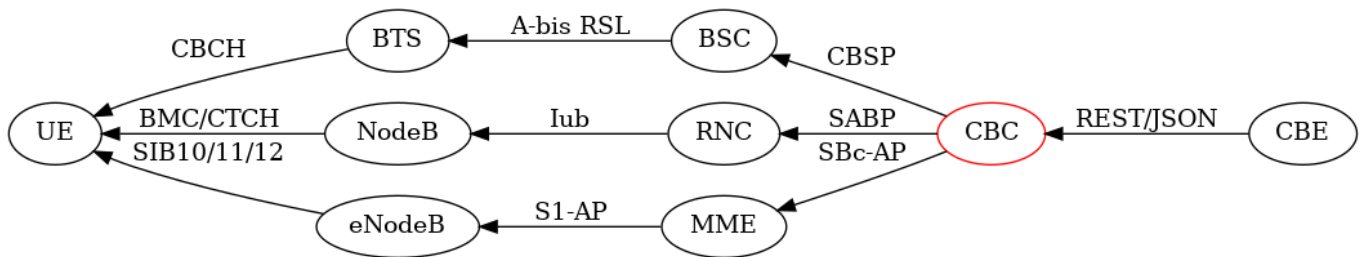 CBCH
BTS
A-bis RSL
BSC
CBSP
UE
BMC/CTCH
NodeB
Iub
RNC
SABP
CBC
REST/JSON
CBE
SIB10/11/12
SBc-AP
eNodeB
S1-AP
MME